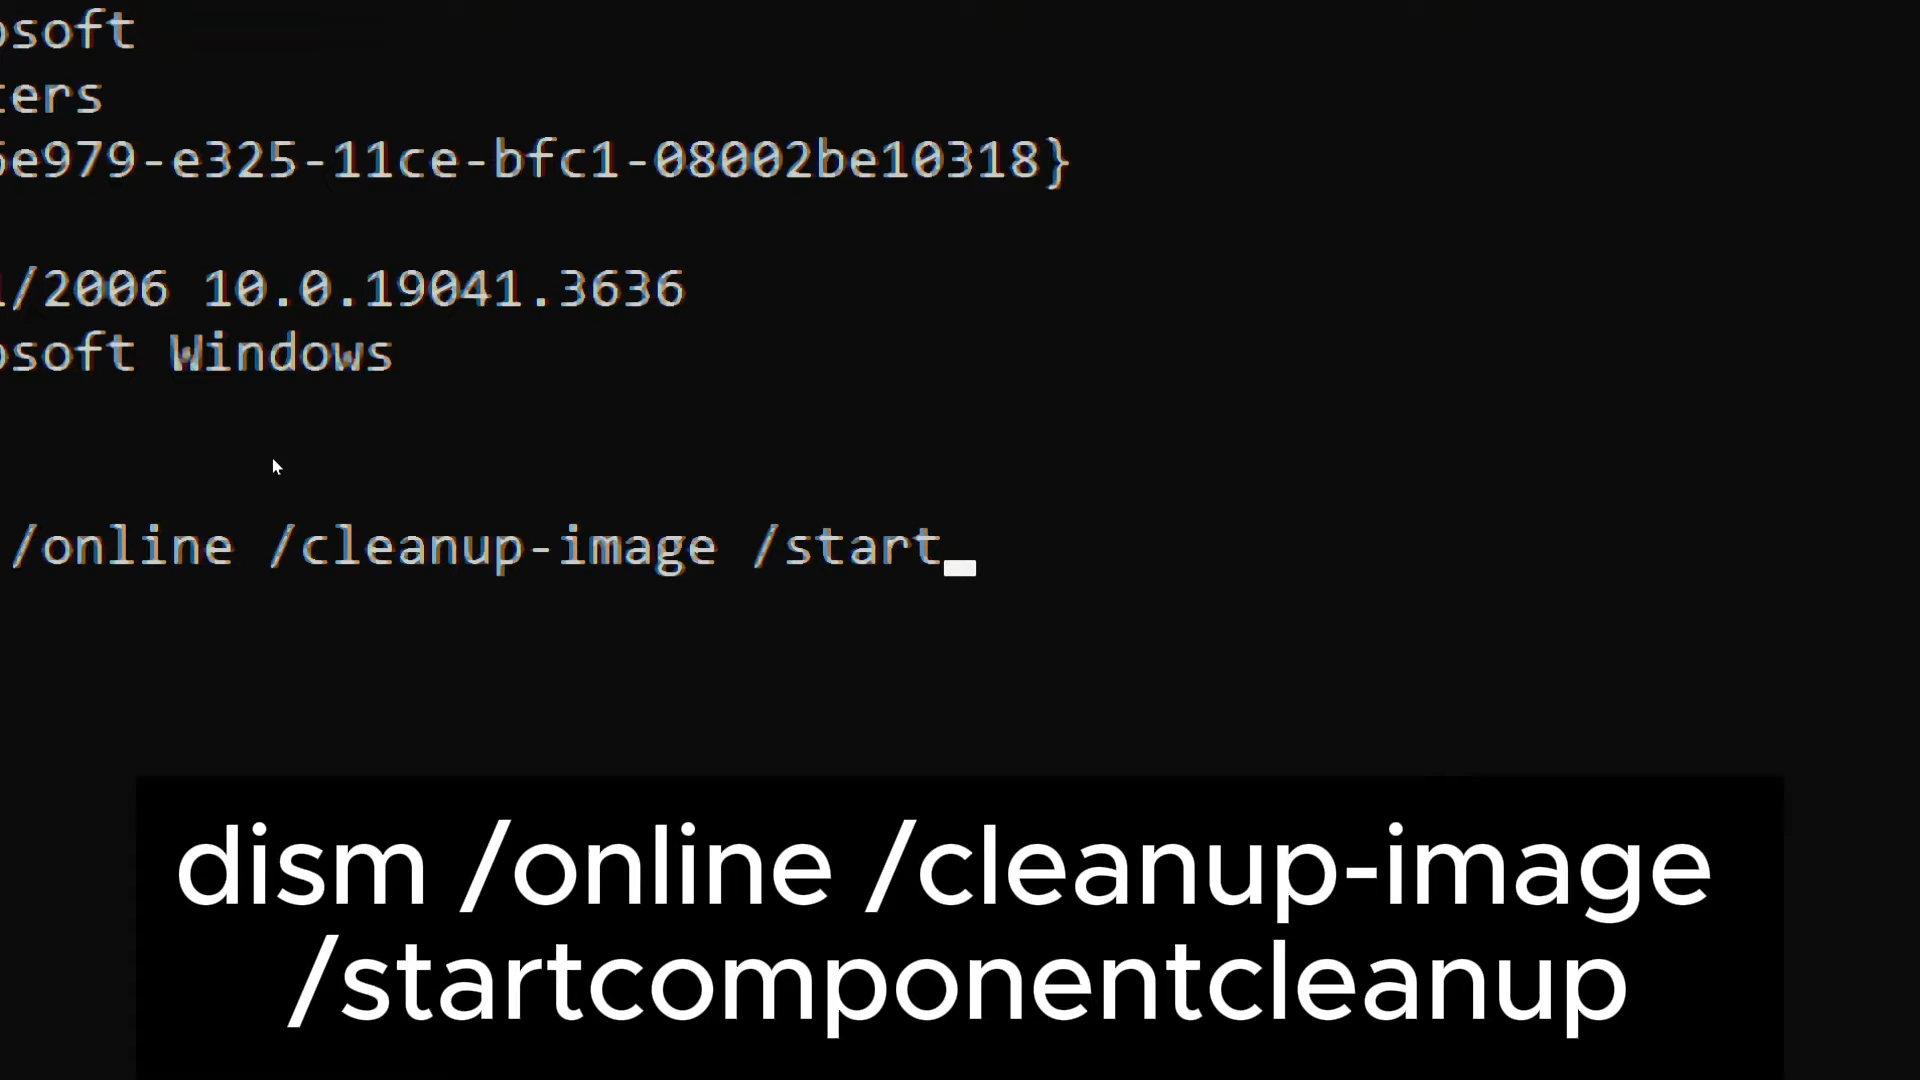 osoft
ters
6e979-e325-11ce-bfc1-08002be10318}
1/2006 10.0.19041.3636
osoft Windows
/online /cleanup-image /start
dism /online /cleanup-image
/startcomponentcleanup